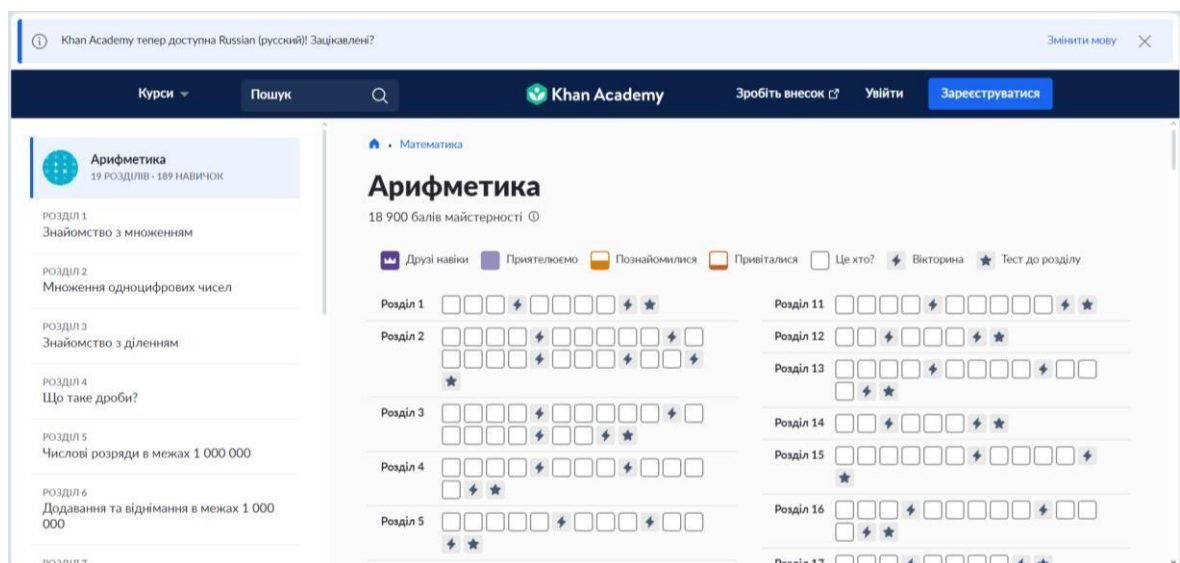 Khan Academy тепер доступна Russian (русский)! Зацікавлені?
Змінити мову
Курси
Пошук
Khan Academy
Зробіть внесок
Увійти
Зареєструватися
Арифметика
19 РОЗДІЛІВ · 189 НАВИЧОК
РОЗДІЛ 1
Знайомство з множенням
РОЗДІЛ 2
Множення одноцифрових чисел
РОЗДІЛ 3
Знайомство з діленням
РОЗДІЛ 4
Що таке дроби?
РОЗДІЛ 5
Числові розряди в межах 1 000 000
РОЗДІЛ 6
Додавання та віднімання в межах 1 000
000
РОЗДІЛ 7
Математика
Арифметика
18 900 балів майстерності
Друзі навіки
Приятелюємо
Познайомилися
Привіталися
Це хто?
Вікторина
Тест до розділу
Розділ 1
Розділ 2
Розділ 3
Розділ 4
Розділ 5
Розділ 11
Розділ 12
Розділ 13
Розділ 14
Розділ 15
Розділ 16
Розділ 17